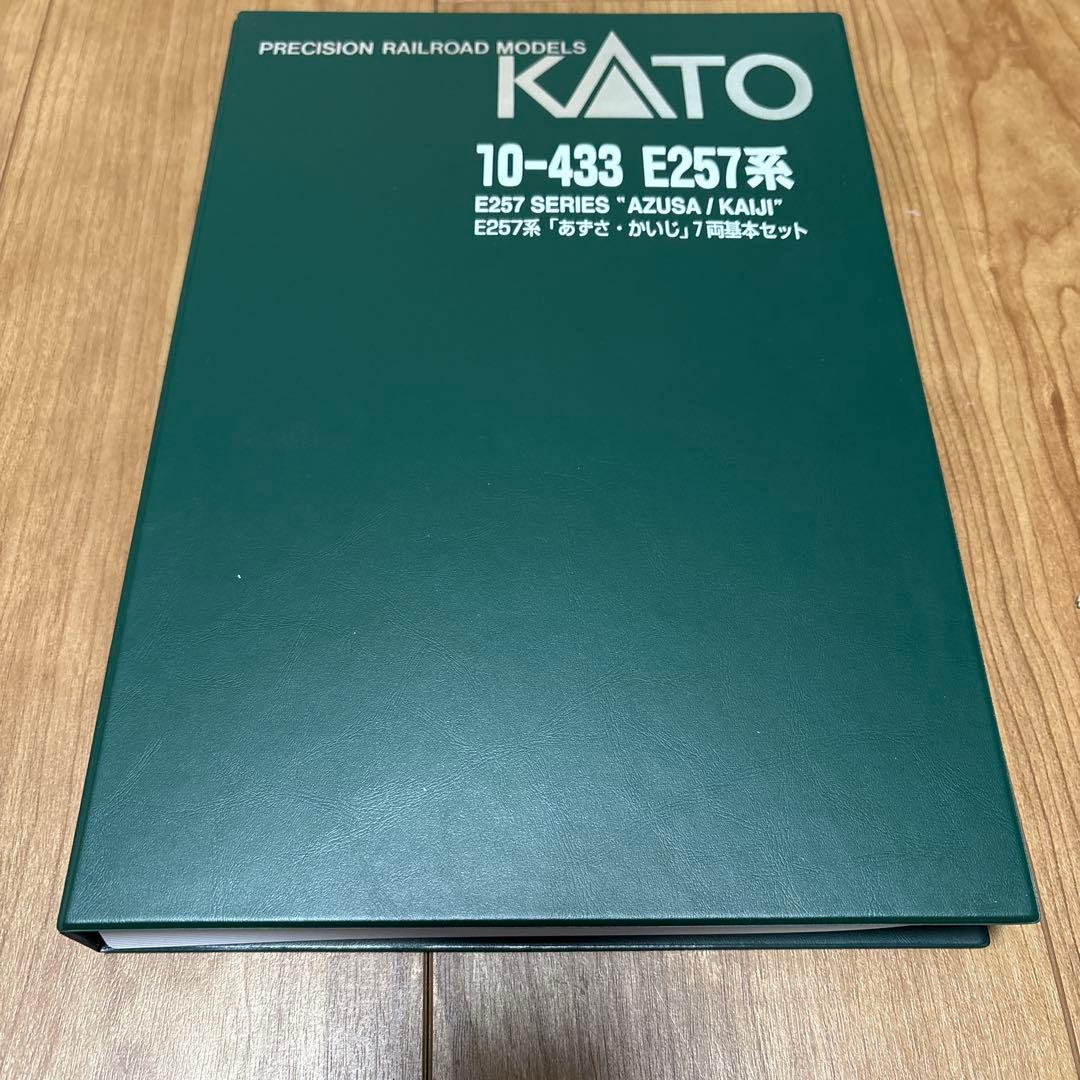 PRECISION RAILROAD MODELS
KATO
10-433 E257系
E257 SERIES "AZUSA / KAIJI"
E257系「あずさ・かいじ」7両基本セット